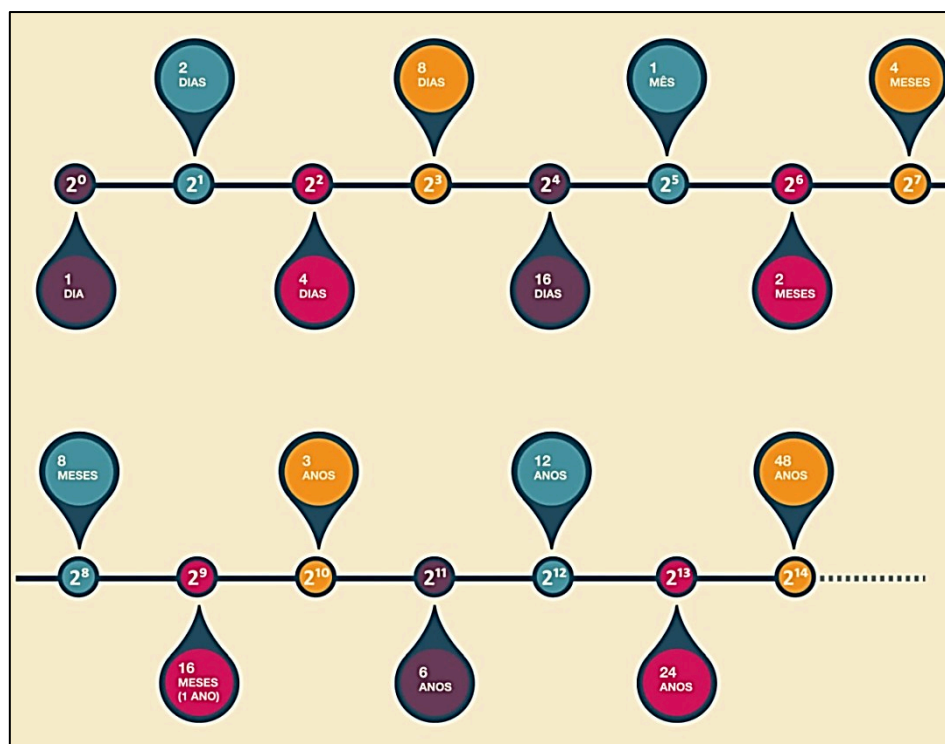 2
DIAS
8
DIAS
1
MÊS
4
MESES
2⁰
2¹
2²
2³
2⁴
2⁵
2⁶
2⁷
1
DIA
4
DIAS
16
DIAS
2
MESES
8
MESES
3
ANOS
12
ANOS
48
ANOS
2⁸
2⁹
2¹⁰
2¹¹
2¹²
2¹³
2¹⁴
16
MESES
(1 ANO)
6
ANOS
24
ANOS